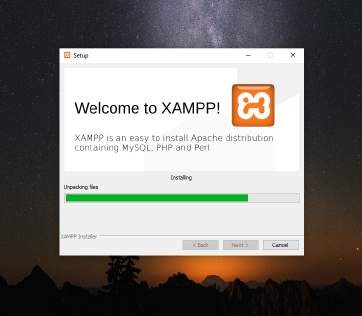 Setup
Welcome to XAMPP!
XAMPP is an easy to install Apache distribution
containing MySQL, PHP and Perl
Installing
Unpacking files
XAMPP Installer
< Back
Next >
Cancel